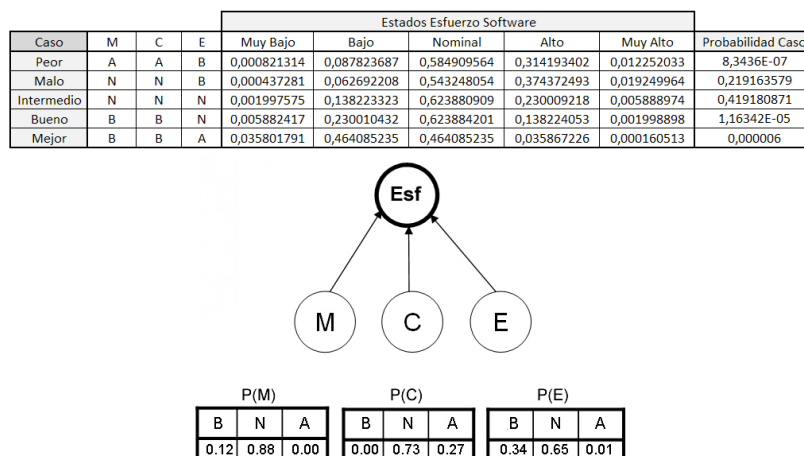 Estados Esfuerzo Software
Caso M C E Muy Bajo Bajo Nominal Alto Muy Alto Probabilidad Caso
Peor A A B 0,000821314 0,087823687 0,584909564 0,314193402 0,012252033 8,3436E-07
Malo N N B 0,000437281 0,062692208 0,543248054 0,374372493 0,019249964 0,219163579
Intermedio N N N 0,001997575 0,138223323 0,623880909 0,230009218 0,005888974 0,419180871
Bueno B B N 0,005882417 0,230010432 0,623884201 0,138224053 0,001998898 1,16342E-05
Mejor B B A 0,035801791 0,464085235 0,464085235 0,035867226 0,000160513 0,000006
Esf
M C E
P(M) P(C) P(E)
B N A B N A B N A
0.12 0.88 0.00 0.00 0.73 0.27 0.34 0.65 0.01